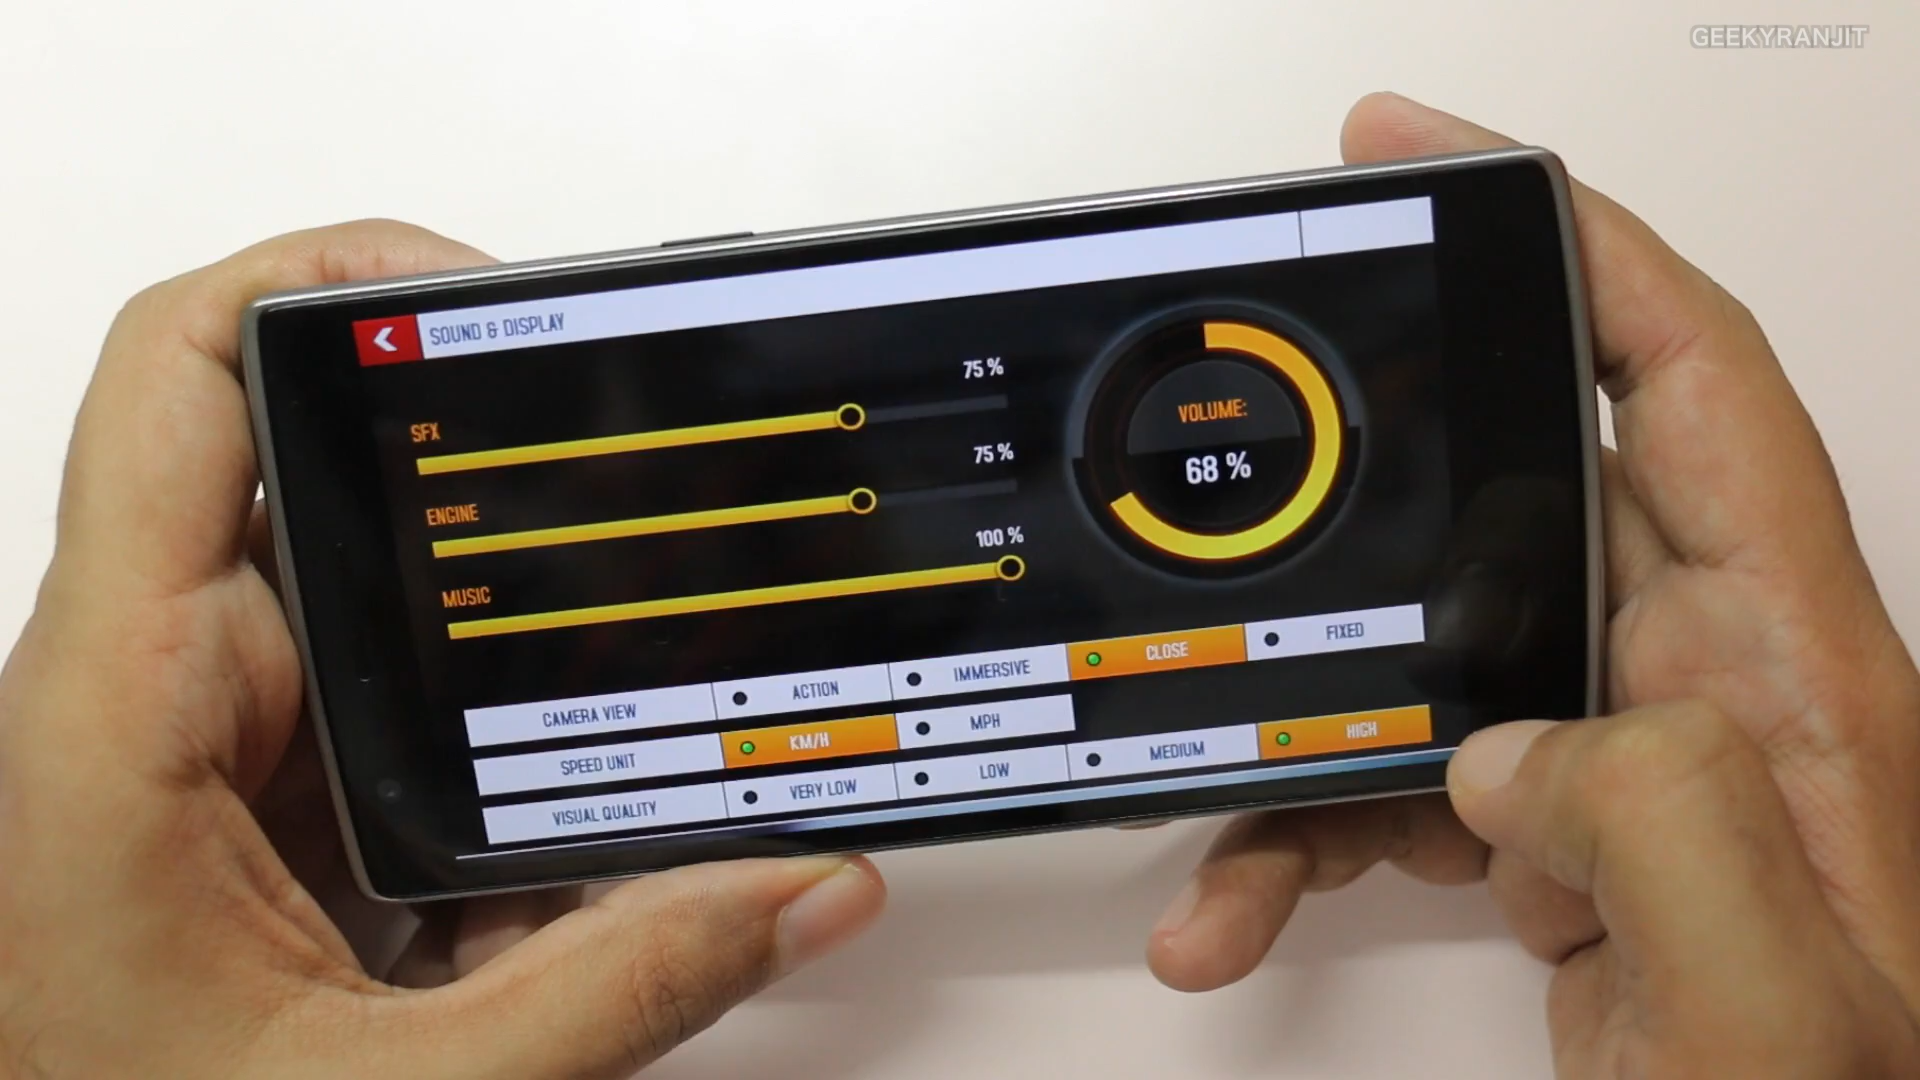 GEEKYRANJIT
SOUND & DISPLAY
75 %
SFX
75 %
ENGINE
100 %
MUSIC
VOLUME:
68 %
CAMERA VIEW ACTION IMMERSIVE CLOSE FIXED
SPEED UNIT KM/H MPH
VISUAL QUALITY VERY LOW LOW MEDIUM HIGH